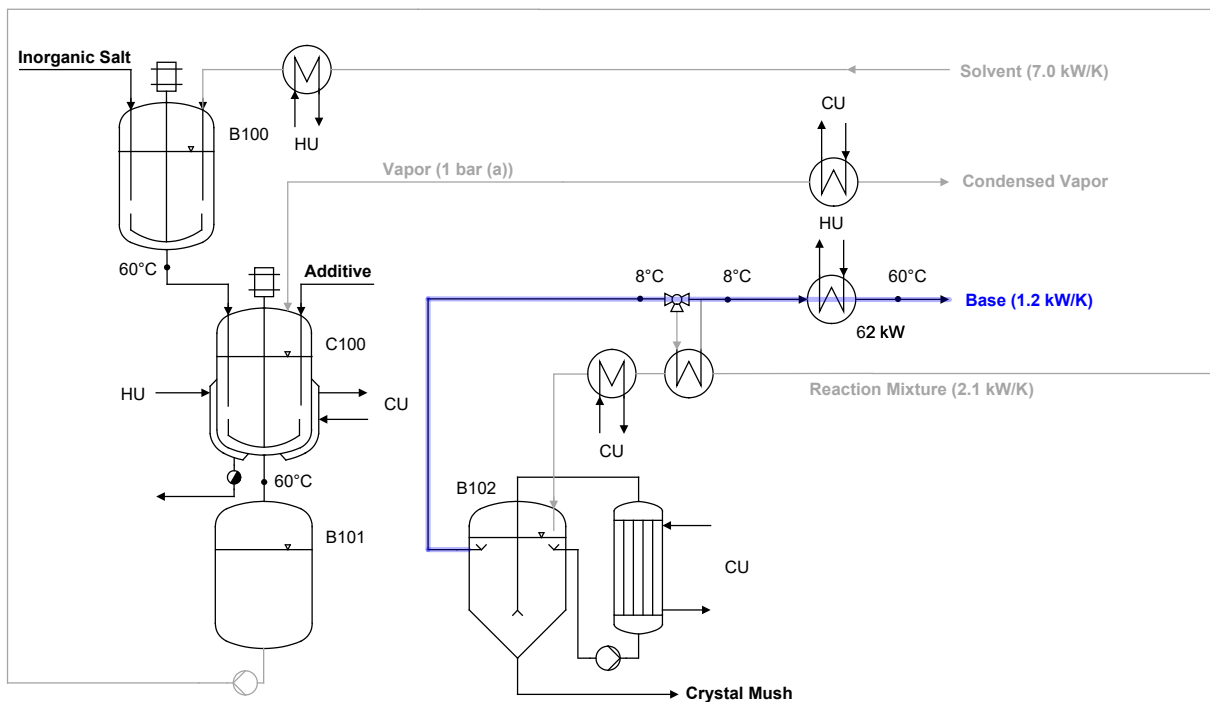 Inorganic Salt
Solvent (7.0 kW/K)
CU
B100
HU
Vapor (1 bar (a))
Condensed Vapor
HU
60°C
Additive
8°C
8°C
60°C
Base (1.2 kW/K)
62 kW
C100
HU
CU
Reaction Mixture (2.1 kW/K)
CU
60°C
B102
B101
CU
Crystal Mush